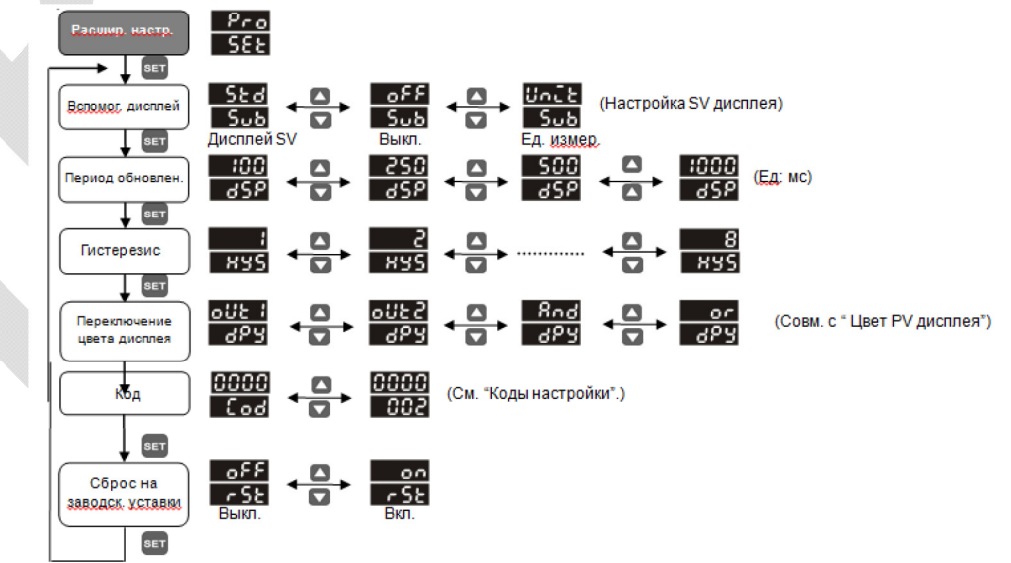 Расшир. настр.
Pro
SEt
SET
Вспомог. дисплей
Std oFF Unit
Sub Sub Sub
(Настройка SV дисплея)
Дисплей SV Выкл. Ед. измер.
SET
Период обновлен.
100 250 500 1000
dSP dSP dSP dSP
(Ед: мс)
SET
Гистерезис
1 2 ............. 8
HYS HYS HYS
SET
Переключение
цвета дисплея
oUt1 oUt2 And or
dPY dPY dPY dPY
(Совм. с “ Цвет PV дисплея”)
Код
0000 0000
Cod 002
(См. “Коды настройки”.)
SET
Сброс на
заводск. уставки
oFF on
rSt rSt
Выкл. Вкл.
SET